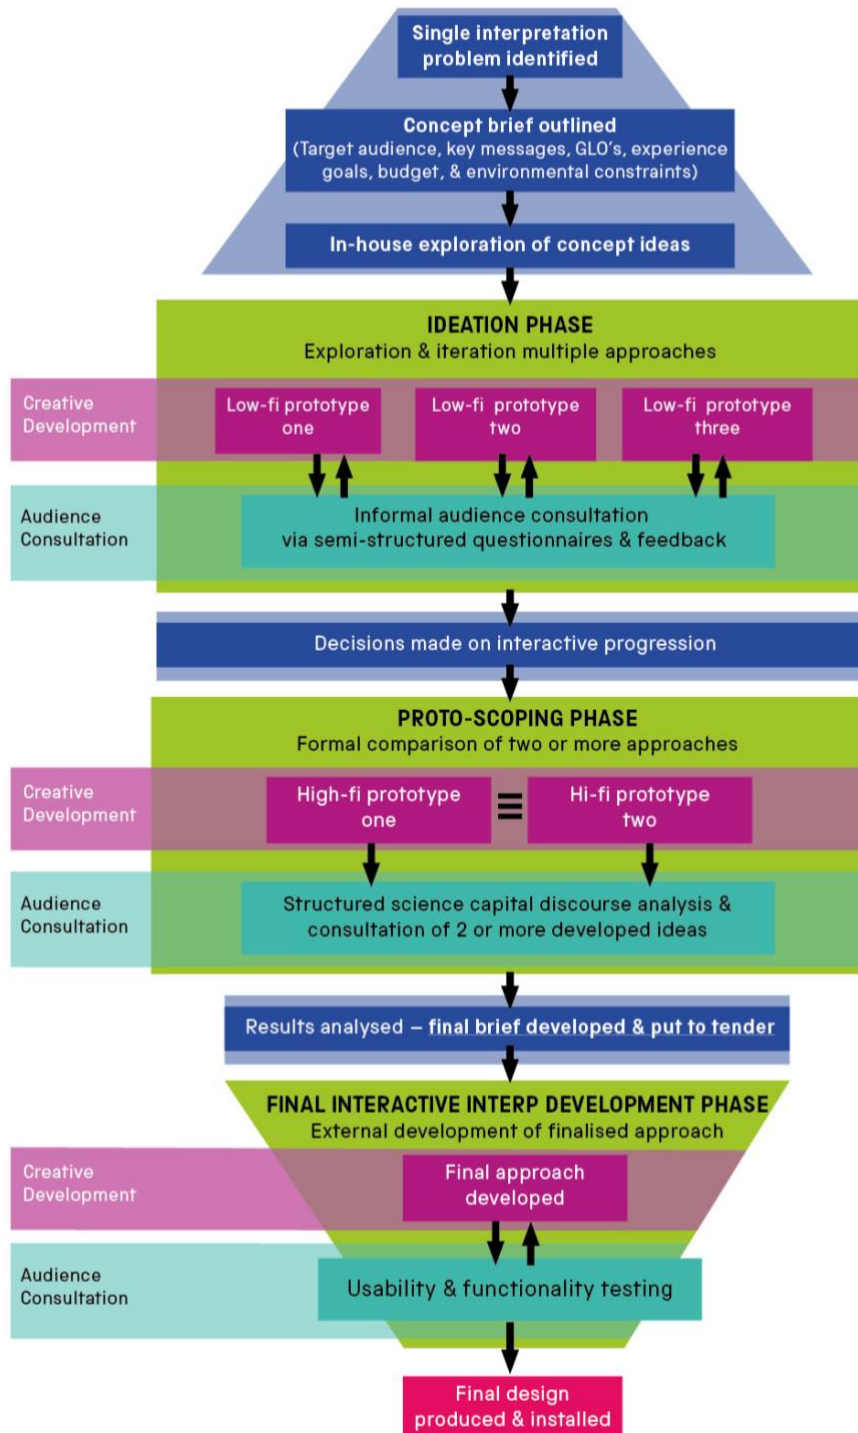 Single interpretation
problem identified
Concept brief outlined
(Target audience, key messages, GLO's, experience
goals, budget, & environmental constraints)
In-house exploration of concept ideas
IDEATION PHASE
Exploration & iteration multiple approaches
Creative
Development
Low-fi prototype
one
Low-fi prototype
two
Low-fi prototype
three
Audience
Consultation
Informal audience consultation
via semi-structured questionnaires & feedback
Decisions made on interactive progression
PROTO-SCOPING PHASE
Formal comparison of two or more approaches
Creative
Development
High-fi prototype
one
Hi-fi prototype
two
Audience
Consultation
Structured science capital discourse analysis &
consultation of 2 or more developed ideas
Results analysed – final brief developed & put to tender
FINAL INTERACTIVE INTERP DEVELOPMENT PHASE
External development of finalised approach
Creative
Development
Final approach
developed
Audience
Consultation
Usability & functionality testing
Final design
produced & installed